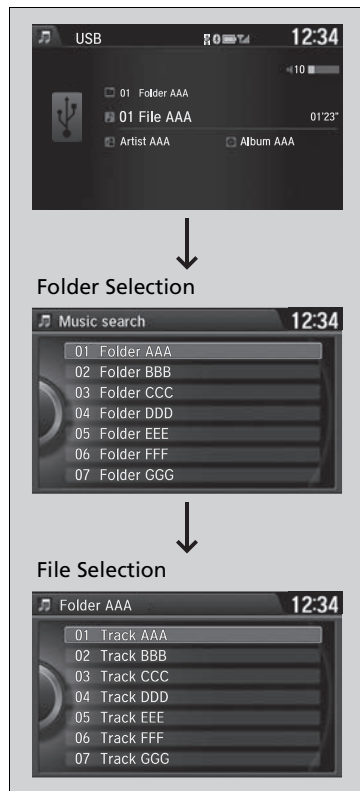 USB 12:34
10
01 Folder AAA
01 File AAA 01'23"
Artist AAA Album AAA
Folder Selection
Music search 12:34
01 Folder AAA
02 Folder BBB
03 Folder CCC
04 Folder DDD
05 Folder EEE
06 Folder FFF
07 Folder GGG
File Selection
Folder AAA 12:34
01 Track AAA
02 Track BBB
03 Track CCC
04 Track DDD
05 Track EEE
06 Track FFF
07 Track GGG